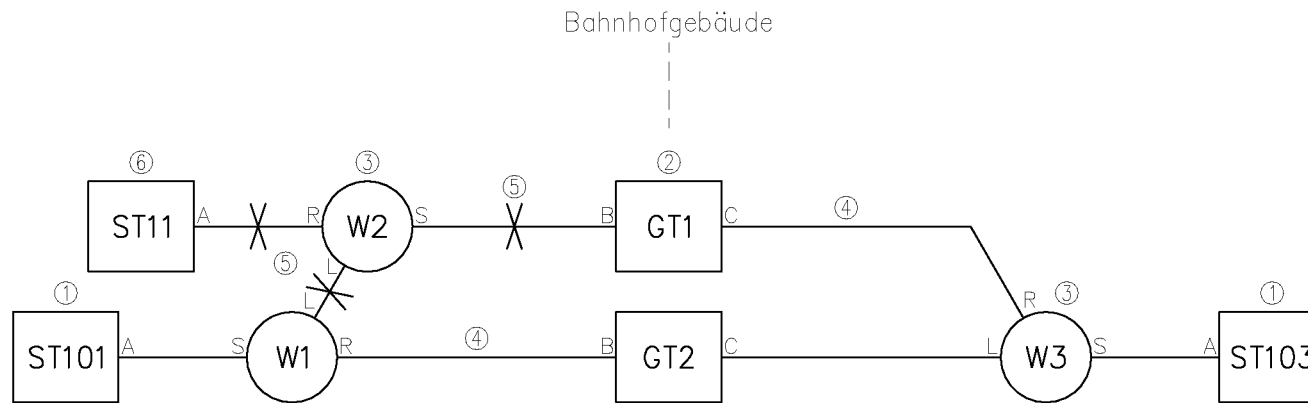 Bahnhofgebäude
⑥ ③ ⑤ ② ④
ST11 A R W2 S B GT1 C
⑤ L
① L R ③ ①
ST101 A S W1 R ④ B GT2 C L W3 S A ST103